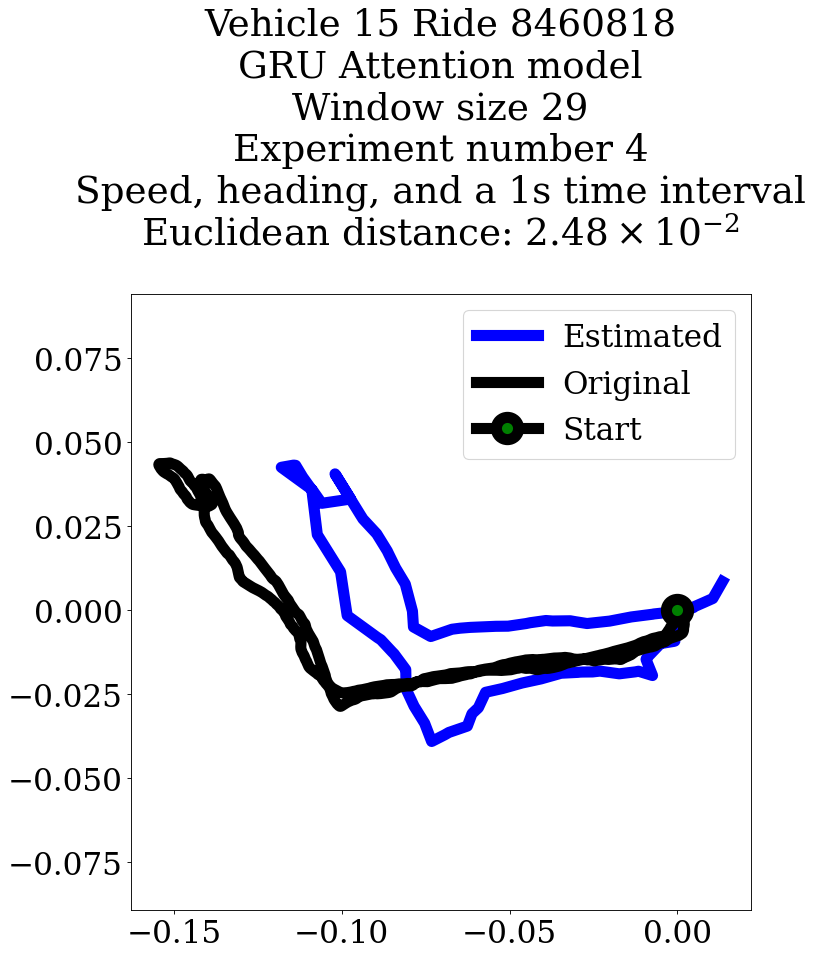 Vehicle 15 Ride 8460818
GRU Attention model
Window size 29
Experiment number 4
Speed, heading, and a 1s time interval
Euclidean distance: 2.48 × 10⁻²
Estimated
Original
Start
0.075
0.050
0.025
0.000
−0.025
−0.050
−0.075
−0.15
−0.10
−0.05
0.00